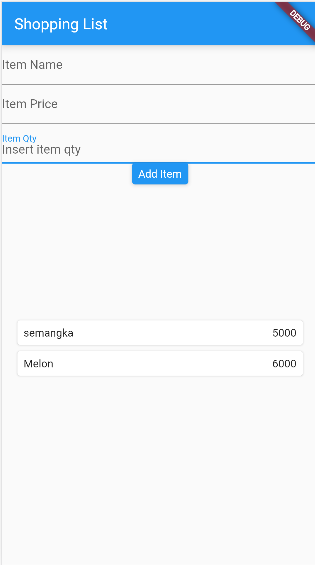 Shopping List
DEBUG
Item Name
Item Price
Item Qty
Insert item qty
Add Item
semangka 5000
Melon 6000